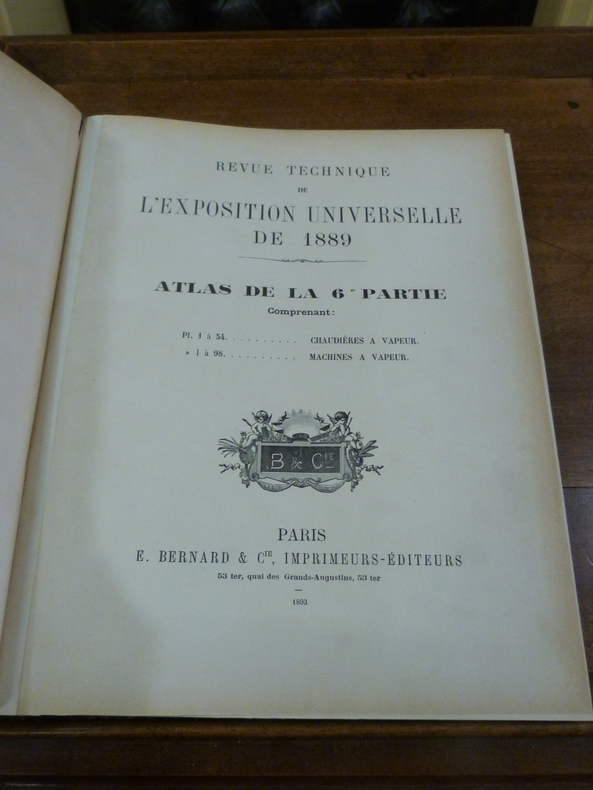 REVUE TECHNIQUE
DE
L'EXPOSITION UNIVERSELLE
DE 1889
ATLAS DE LA 6e PARTIE
Comprenant:
Pl. 1 à 54. . . . . . . . . . CHAUDIÈRES A VAPEUR.
» 1 à 98. . . . . . . . . . MACHINES A VAPEUR.
B & CIE
PARIS
E. BERNARD & CIE, IMPRIMEURS-ÉDITEURS
53 ter, quai des Grands-Augustins, 53 ter
1893